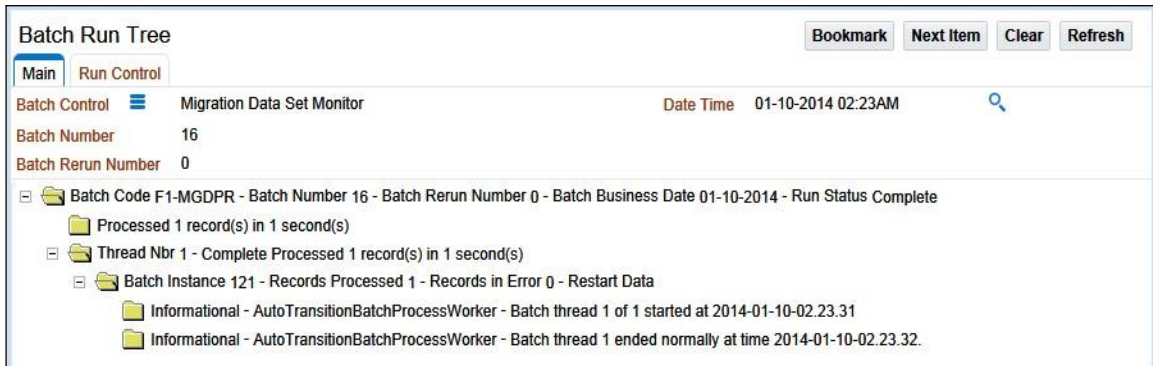 Batch Run Tree Bookmark Next Item Clear Refresh
Main Run Control
Batch Control Migration Data Set Monitor Date Time 01-10-2014 02:23AM
Batch Number 16
Batch Rerun Number 0
Batch Code F1-MGDPR - Batch Number 16 - Batch Rerun Number 0 - Batch Business Date 01-10-2014 - Run Status Complete
Processed 1 record(s) in 1 second(s)
Thread Nbr 1 - Complete Processed 1 record(s) in 1 second(s)
Batch Instance 121 - Records Processed 1 - Records in Error 0 - Restart Data
Informational - AutoTransitionBatchProcessWorker - Batch thread 1 of 1 started at 2014-01-10-02.23.31
Informational - AutoTransitionBatchProcessWorker - Batch thread 1 ended normally at time 2014-01-10-02.23.32.